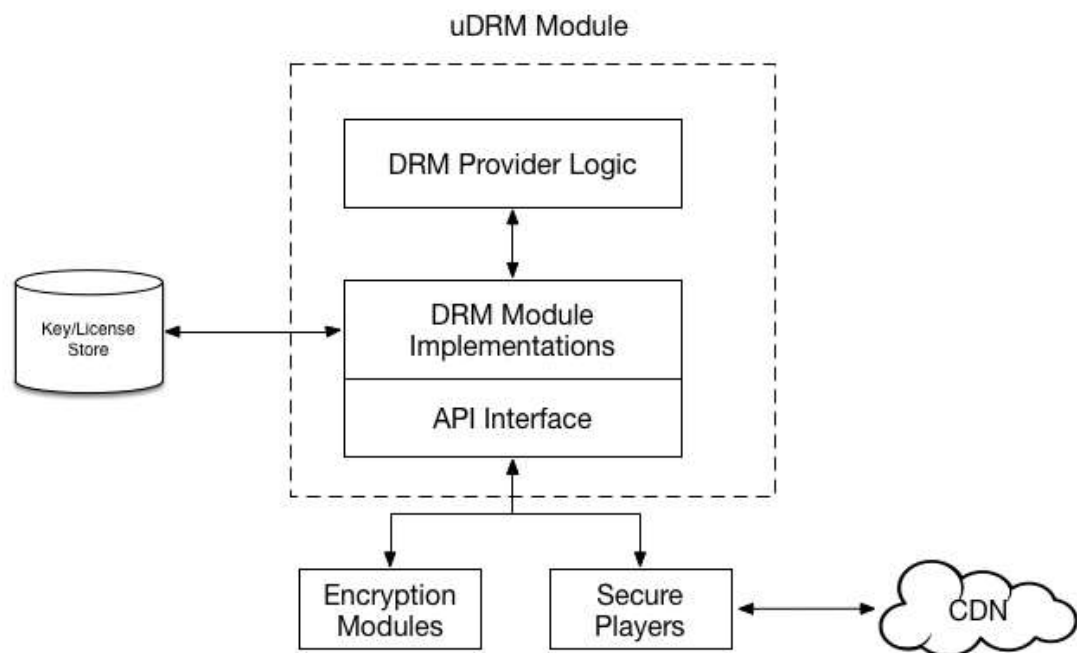 uDRM Module
DRM Provider Logic
Key/License
Store
DRM Module
Implementations
API Interface
Encryption
Modules
Secure
Players
CDN